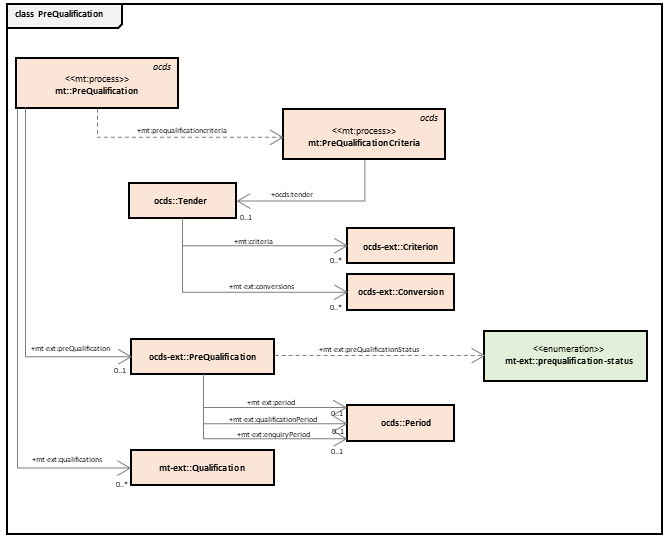 class PreQualification
ocds
<<mt:process>>
mt::PreQualification
ocds
<<mt:process>>
mt:PreQualificationCriteria
+mt:prequalificationcriteria
ocds::Tender
+ocds:tender
0..1
+mt:criteria
ocds-ext::Criterion
0..*
+mt-ext:conversions
ocds-ext::Conversion
0..*
+mt-ext:preQualification
0..1
ocds-ext::PreQualification
+mt-ext:preQualificationStatus
<<enumeration>>
mt-ext::prequalification-status
+mt-ext:period
0..1
+mt-ext:qualificationPeriod
0..1
+mt-ext:enquiryPeriod
0..1
ocds::Period
+mt-ext:qualifications
0..*
mt-ext::Qualification